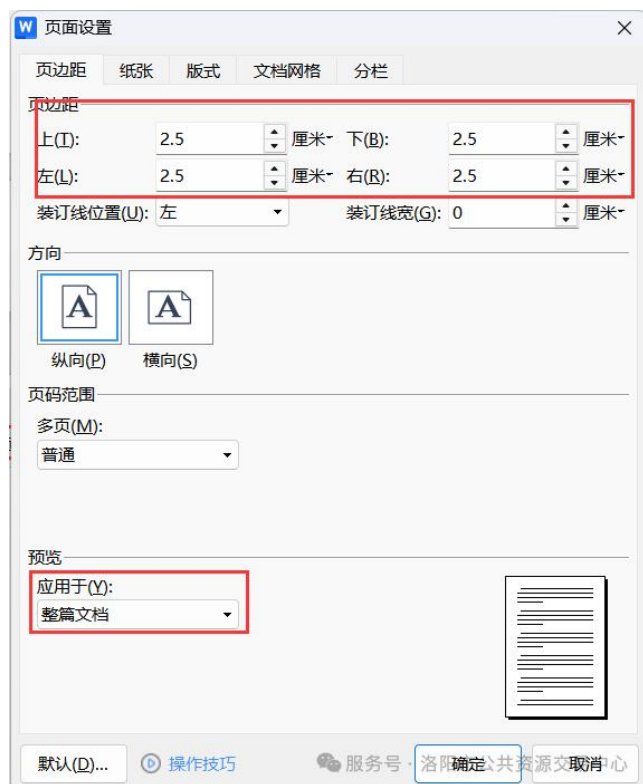 W 页面设置
页边距 纸张 版式 文档网格 分栏
页边距
上(T): 2.5 厘米 下(B): 2.5 厘米
左(L): 2.5 厘米 右(R): 2.5 厘米
装订线位置(U): 左 装订线宽(G): 0 厘米
方向
A A
纵向(P) 横向(S)
页码范围
多页(M):
普通
预览
应用于(Y):
整篇文档
默认(D)... 操作技巧 确定 取消
服务号 · 洛阳 公共资源交 中心